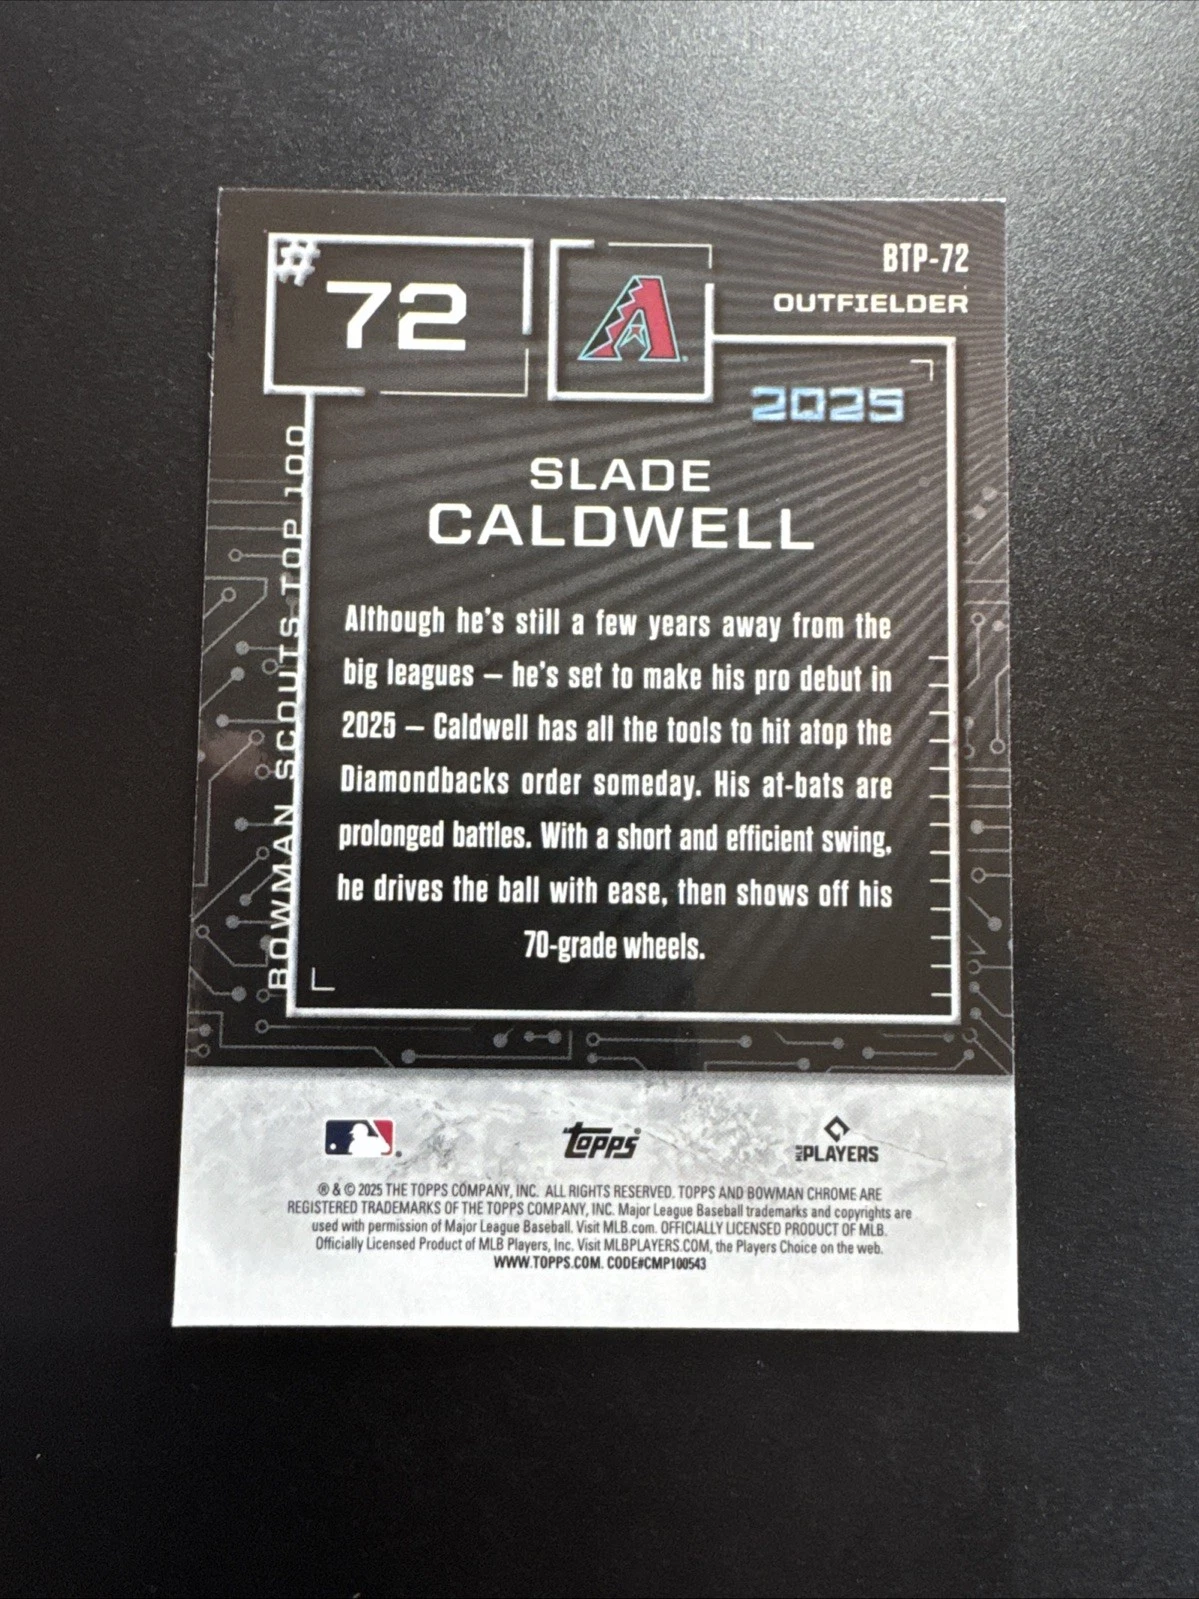 #72
A
BTP-72
OUTFIELDER
2025
BOWMAN SCOUTS TOP 100
SLADE
CALDWELL
Although he's still a few years away from the
big leagues – he's set to make his pro debut in
2025 – Caldwell has all the tools to hit atop the
Diamondbacks order someday. His at-bats are
prolonged battles. With a short and efficient swing,
he drives the ball with ease, then shows off his
70-grade wheels.
topps
MLB PLAYERS
® & © 2025 THE TOPPS COMPANY, INC. ALL RIGHTS RESERVED. TOPPS AND BOWMAN CHROME ARE
REGISTERED TRADEMARKS OF THE TOPPS COMPANY, INC. Major League Baseball trademarks and copyrights are
used with permission of Major League Baseball. Visit MLB.com. OFFICIALLY LICENSED PRODUCT OF MLB
Officially Licensed Product of MLB Players, Inc. Visit MLBPLAYERS.COM, the Players Choice on the web.
WWW.TOPPS.COM. CODE#CMP100543